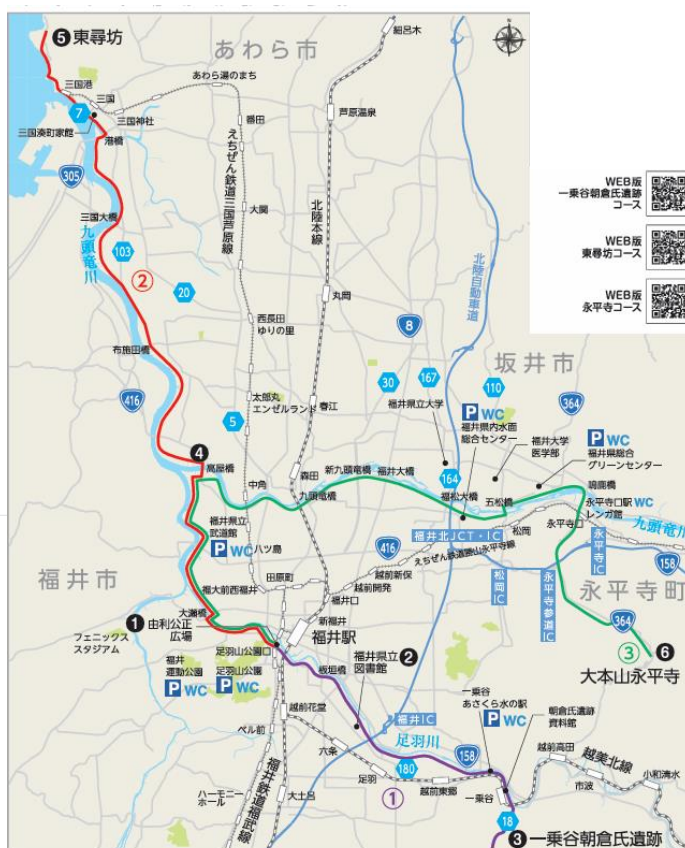 ❺東尋坊
あわら市
細呂木
三国港
三国
あわら湯のまち
7
三国神社
芦原温泉
三国湊町家館
港橋
番田
えちぜん鉄道三国芦原線
305
大関
北陸本線
WEB版
一乗谷朝倉氏遺跡
コース
WEB版
東尋坊コース
WEB版
永平寺コース
三国大橋
九頭竜川
103
②
20
北陸自動車道
丸岡
西長田
ゆりの里
8
布施田橋
坂井市
416
太郎丸
エンゼルランド
春江
30
167
110
364
5
福井県立大学
P WC
福井県内水面
総合センター
福井大学
医学部
P WC
福井県総合
グリーンセンター
❹
高屋橋
中角
森田
新九頭竜橋
福井大橋
164
九頭竜橋
福松大橋
五松橋
鳴鹿橋
永平寺口駅 WC
レンガ館
永平寺口
九頭竜川
福井県立
武道館
P WC
八ツ島
416
福井北JCT・IC
えちぜん鉄道勝山永平寺線
松岡
永平寺IC
158
福井市
田原町
越前開発
越前新保
松岡IC
永平寺参道IC
永平寺町
堀大前西福井
福井口
364
大瀬橋
新福井
❶
由利公正
広場
福井駅
③
❻
大本山永平寺
フェニックス
スタジアム
足羽山公園口
福井
運動公園
P WC
足羽山公園
P WC
板垣橋
福井県立❷
図書館
一乗谷
あさくら水の駅
P WC
朝倉氏遺跡
資料館
ベル前
越前花堂
福井IC
足羽川
158
越前高田
越美北線
六条
足羽
180
越前東郷
一乗谷
市波
小和清水
ハーモニー
ホール
福井鉄道福武線
大土呂
①
18
❸一乗谷朝倉氏遺跡